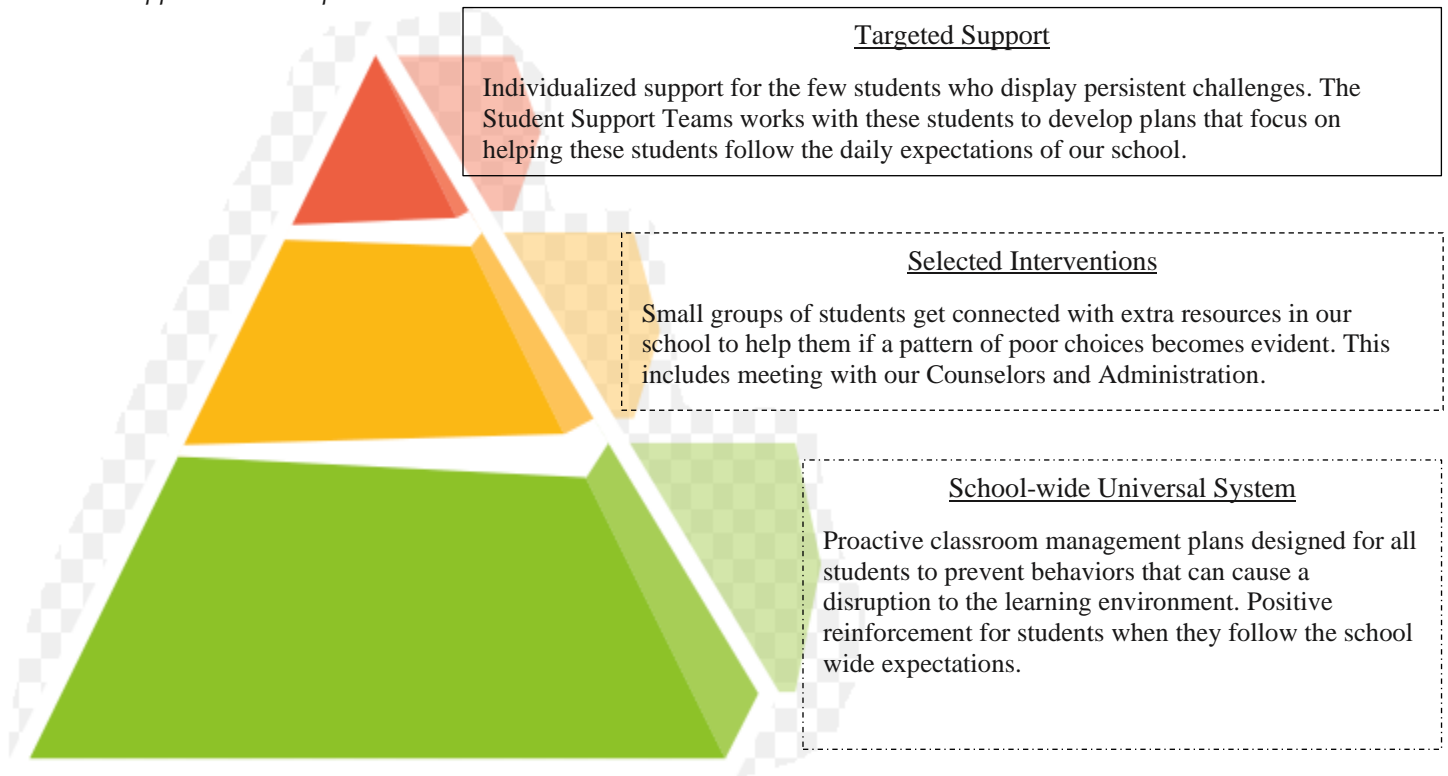 Targeted Support
Individualized support for the few students who display persistent challenges. The
Student Support Teams works with these students to develop plans that focus on
helping these students follow the daily expectations of our school.
Selected Interventions
Small groups of students get connected with extra resources in our
school to help them if a pattern of poor choices becomes evident. This
includes meeting with our Counselors and Administration.
School-wide Universal System
Proactive classroom management plans designed for all
students to prevent behaviors that can cause a
disruption to the learning environment. Positive
reinforcement for students when they follow the school
wide expectations.